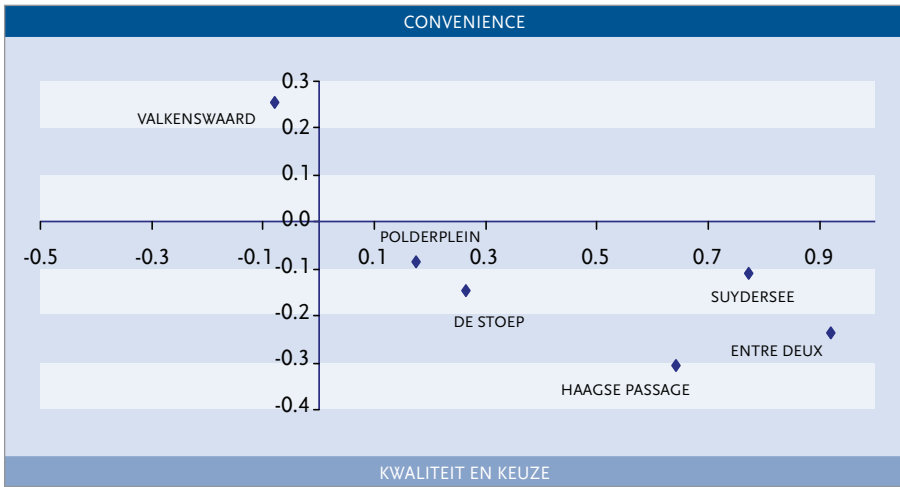 CONVENIENCE
0.3
VALKENSWAARD
0.2
0.1
0.0
POLDERPLEIN
-0.5 -0.3 -0.1 0.1 0.3 0.5 0.7 0.9
-0.1
SUYDERSEE
-0.2
DE STOEP
ENTRE DEUX
-0.3
HAAGSE PASSAGE
-0.4
KWALITEIT EN KEUZE